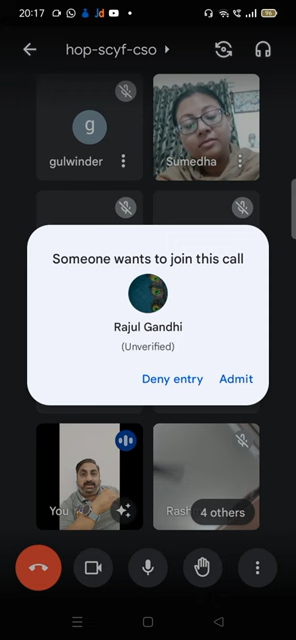 20:17
hop-scyf-cso
g
gulwinder
Sumedha
Someone wants to join this call
Rajul Gandhi
(Unverified)
Deny entry
Admit
You
4 others